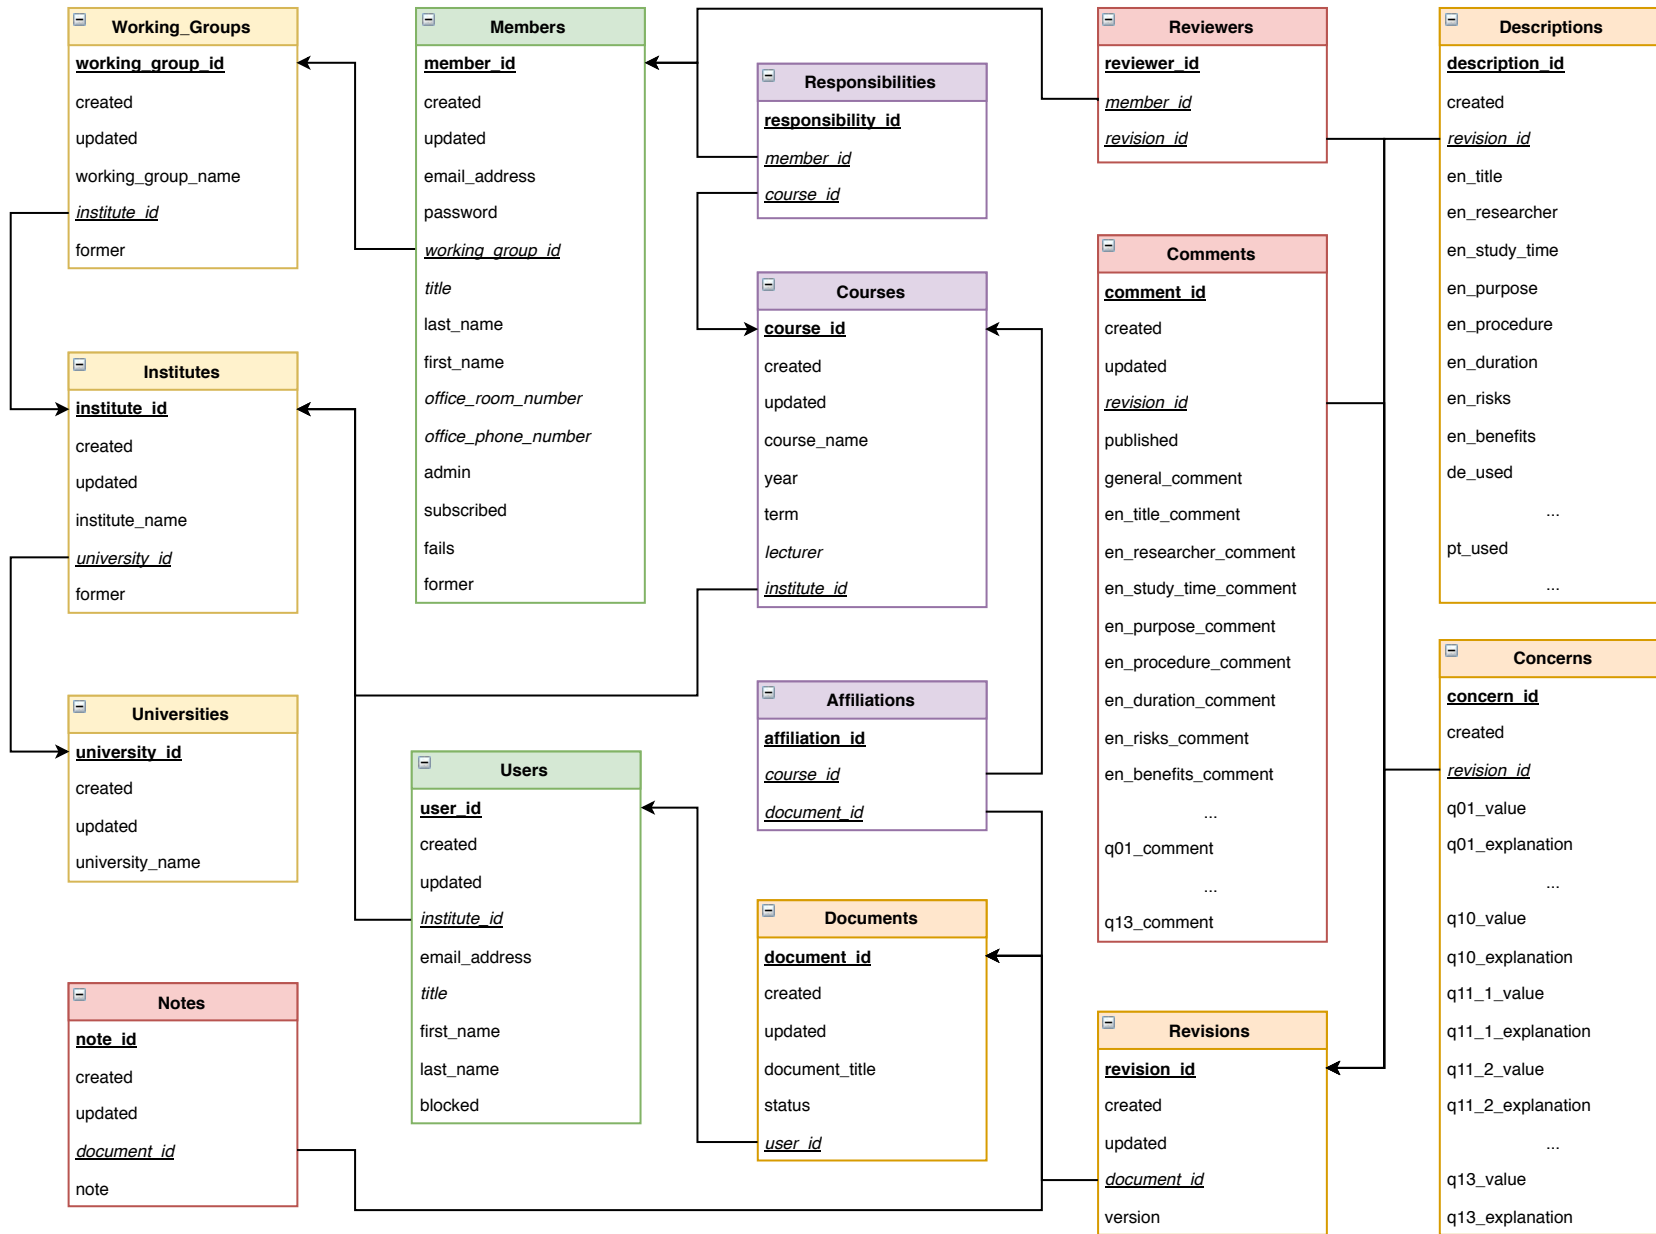 Working_Groups
working_group_id
created
updated
working_group_name
institute_id
former
Institutes
institute_id
created
updated
institute_name
university_id
former
Universities
university_id
created
updated
university_name
Notes
note_id
created
updated
document_id
note
Members
member_id
created
updated
email_address
password
working_group_id
title
last_name
first_name
office_room_number
office_phone_number
admin
subscribed
fails
former
Users
user_id
created
updated
institute_id
email_address
title
first_name
last_name
blocked
Responsibilities
responsibility_id
member_id
course_id
Courses
course_id
created
updated
course_name
year
term
lecturer
institute_id
Affiliations
affiliation_id
course_id
document_id
Documents
document_id
created
updated
document_title
status
user_id
Reviewers
reviewer_id
member_id
revision_id
Comments
comment_id
created
updated
revision_id
published
general_comment
en_title_comment
en_researcher_comment
en_study_time_comment
en_purpose_comment
en_procedure_comment
en_duration_comment
en_risks_comment
en_benefits_comment
...
q01_comment
...
q13_comment
Revisions
revision_id
created
updated
document_id
version
Descriptions
description_id
created
revision_id
en_title
en_researcher
en_study_time
en_purpose
en_procedure
en_duration
en_risks
en_benefits
de_used
...
pt_used
...
Concerns
concern_id
created
revision_id
q01_value
q01_explanation
...
q10_value
q10_explanation
q11_1_value
q11_1_explanation
q11_2_value
q11_2_explanation
...
q13_value
q13_explanation